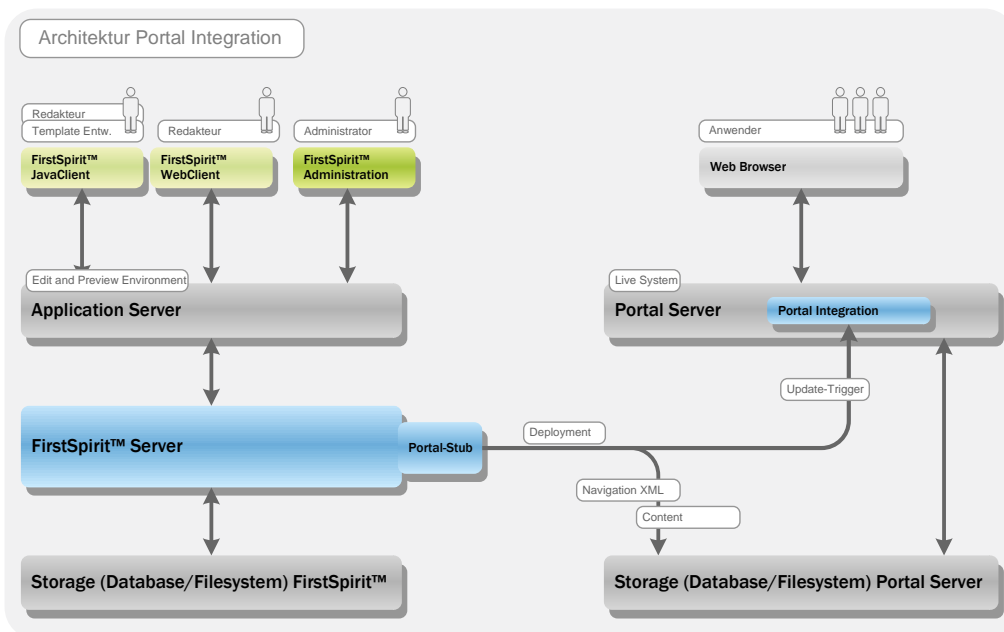 Architektur Portal Integration
Redakteur
Template Entw.
Redakteur
Administrator
Anwender
FirstSpirit™
JavaClient
FirstSpirit™
WebClient
FirstSpirit™
Administration
Web Browser
Edit and Preview Environment
Application Server
Live System
Portal Server
Portal Integration
Update-Trigger
FirstSpirit™ Server
Portal-Stub
Deployment
Navigation XML
Content
Storage (Database/Filesystem) FirstSpirit™
Storage (Database/Filesystem) Portal Server